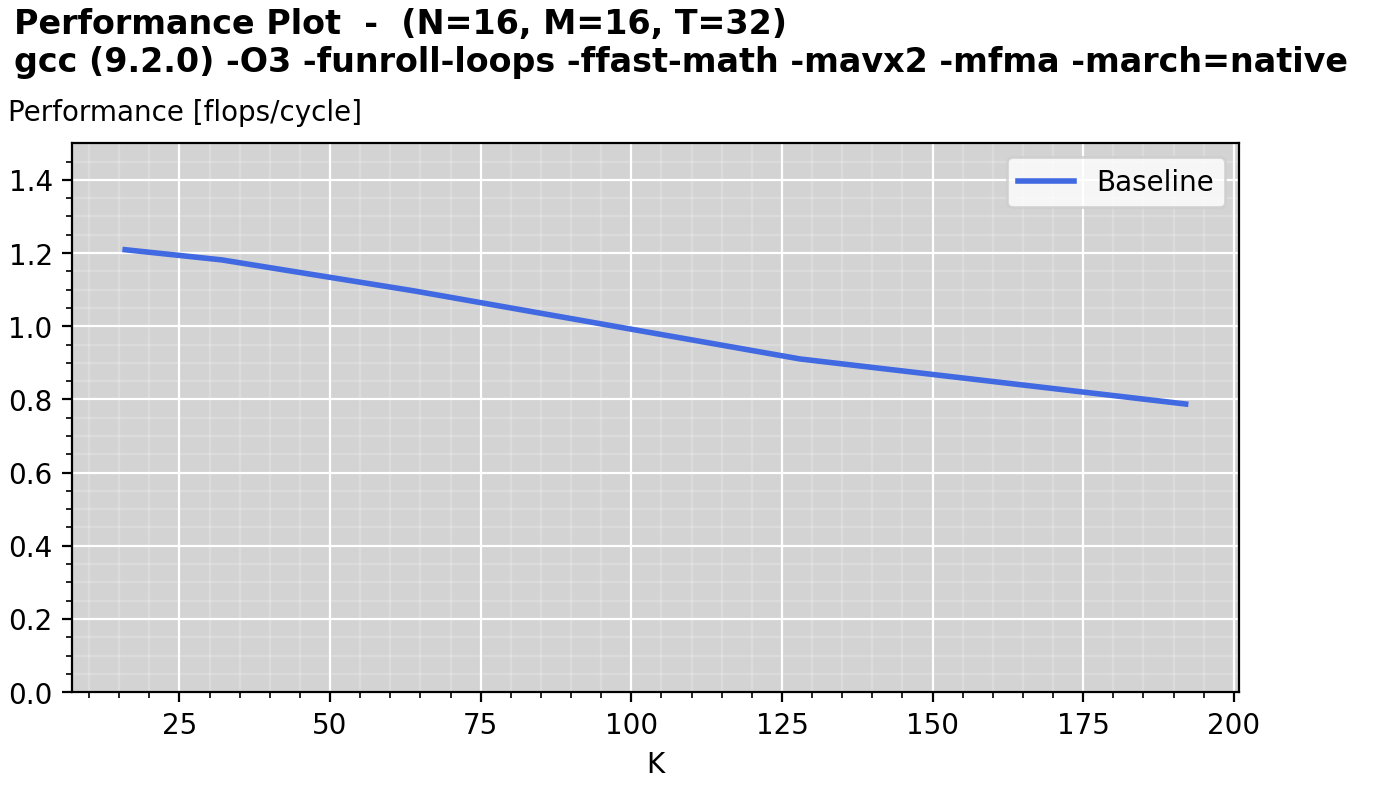 Performance Plot  -  (N=16, M=16, T=32)
gcc (9.2.0) -O3 -funroll-loops -ffast-math -mavx2 -mfma -march=native
Performance [flops/cycle]
Baseline
1.4
1.2
1.0
0.8
0.6
0.4
0.2
0.0
25 50 75 100 125 150 175 200
K